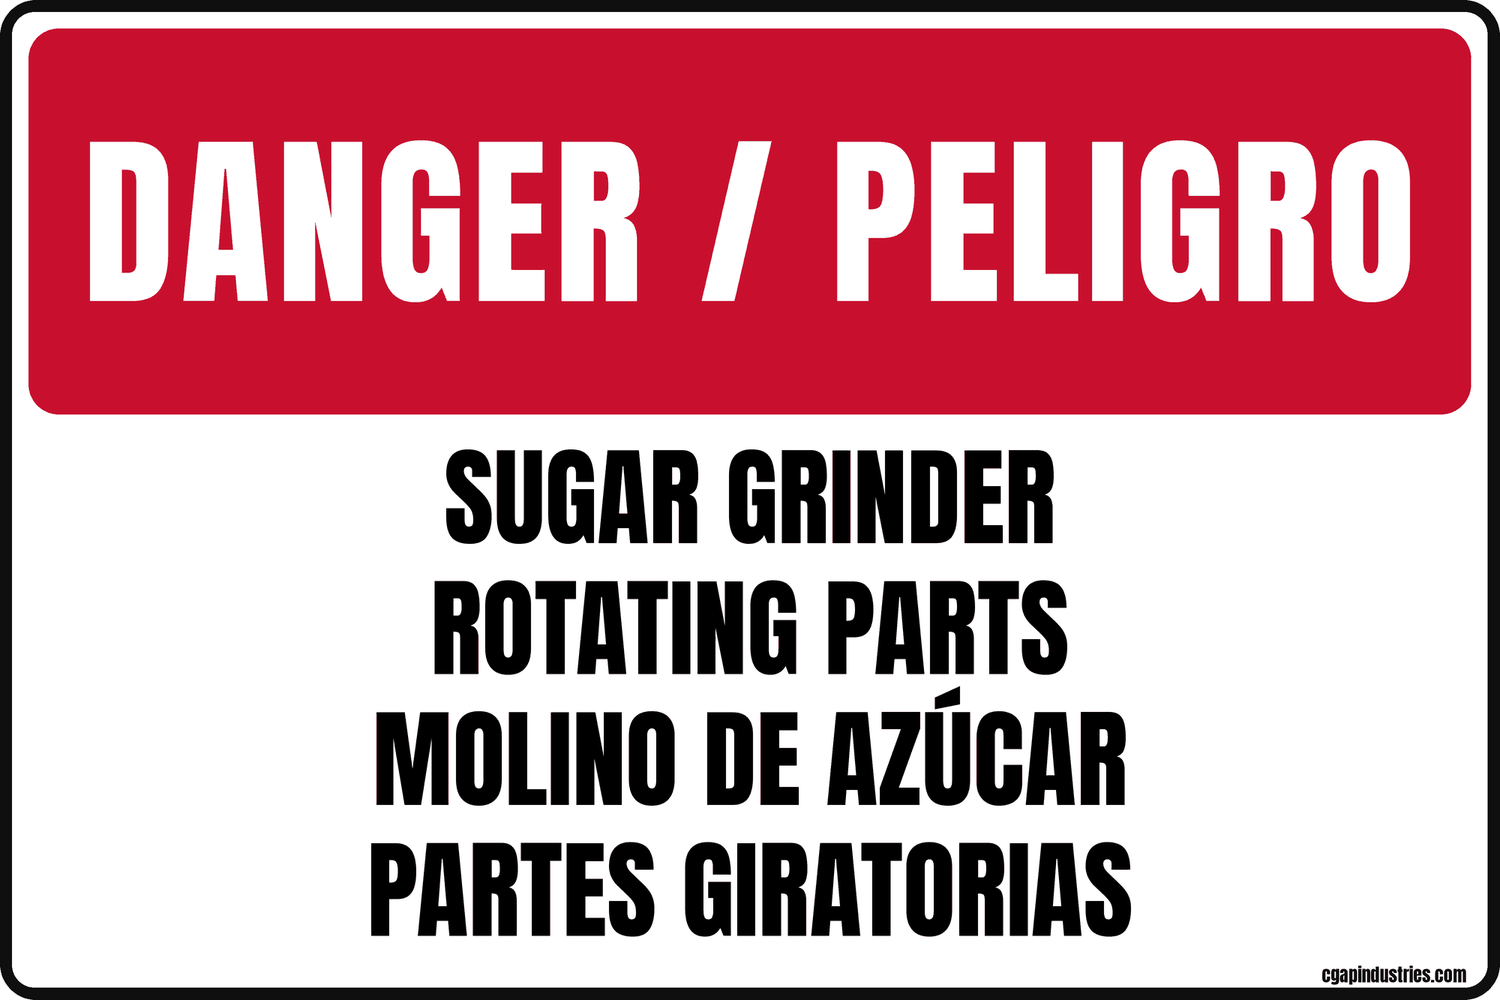 DANGER / PELIGRO
SUGAR GRINDER
ROTATING PARTS
MOLINO DE AZÚCAR
PARTES GIRATORIAS
cgapindustries.com